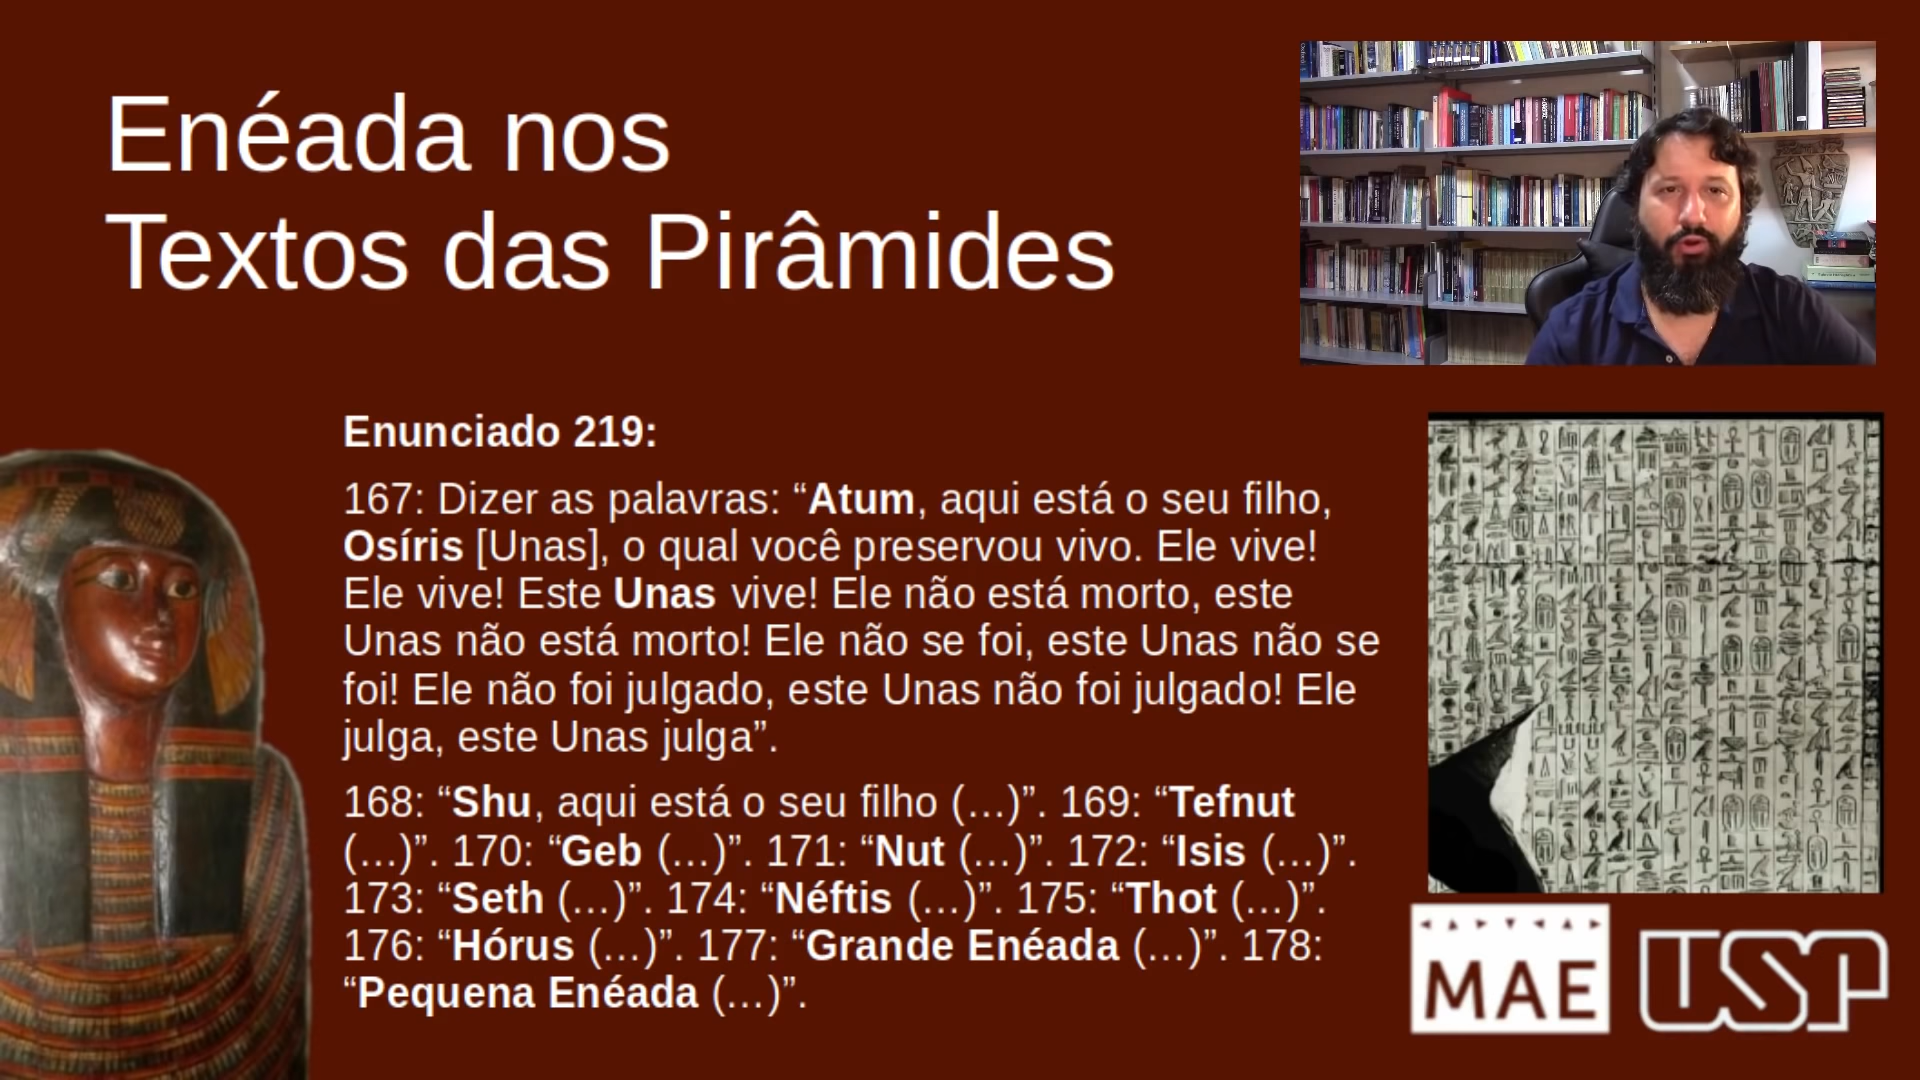 Enéada nos
Textos das Pirâmides
Enunciado 219:
167: Dizer as palavras: “Atum, aqui está o seu filho,
Osíris [Unas], o qual você preservou vivo. Ele vive!
Ele vive! Este Unas vive! Ele não está morto, este
Unas não está morto! Ele não se foi, este Unas não se
foi! Ele não foi julgado, este Unas não foi julgado! Ele
julga, este Unas julga”.
168: “Shu, aqui está o seu filho (…)”. 169: “Tefnut
(…)”. 170: “Geb (…)”. 171: “Nut (…)”. 172: “Isis (…)”.
173: “Seth (…)”. 174: “Néftis (…)”. 175: “Thot (…)”.
176: “Hórus (…)”. 177: “Grande Enéada (…)”. 178:
“Pequena Enéada (…)”.
MAE
USP